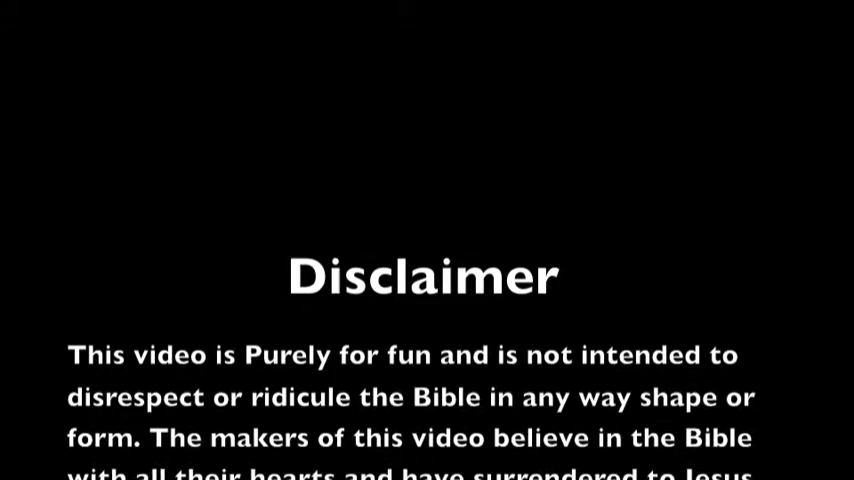 Disclaimer
This video is Purely for fun and is not intended to
disrespect or ridicule the Bible in any way shape or
form. The makers of this video believe in the Bible
with all their hearts and have surrendered to Jesus